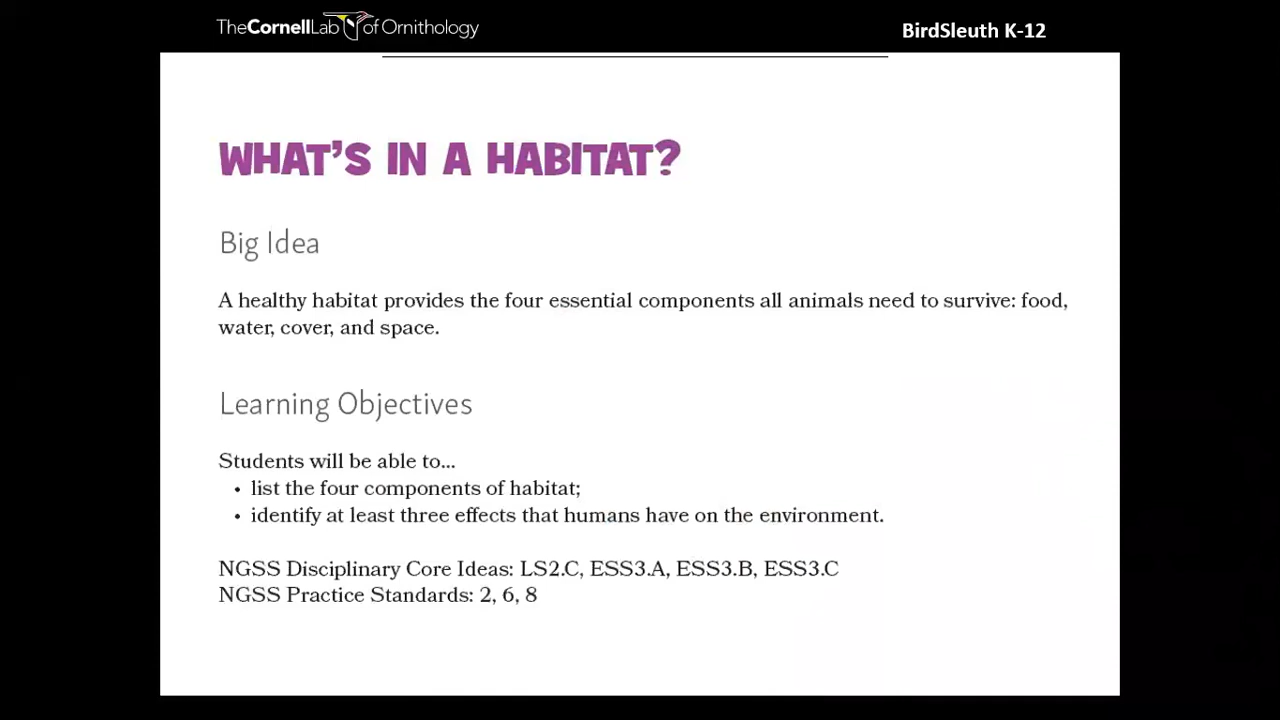 TheCornellLab of Ornithology
BirdSleuth K-12
WHAT'S IN A HABITAT?
Big Idea
A healthy habitat provides the four essential components all animals need to survive: food,
water, cover, and space.
Learning Objectives
Students will be able to...
• list the four components of habitat;
• identify at least three effects that humans have on the environment.
NGSS Disciplinary Core Ideas: LS2.C, ESS3.A, ESS3.B, ESS3.C
NGSS Practice Standards: 2, 6, 8